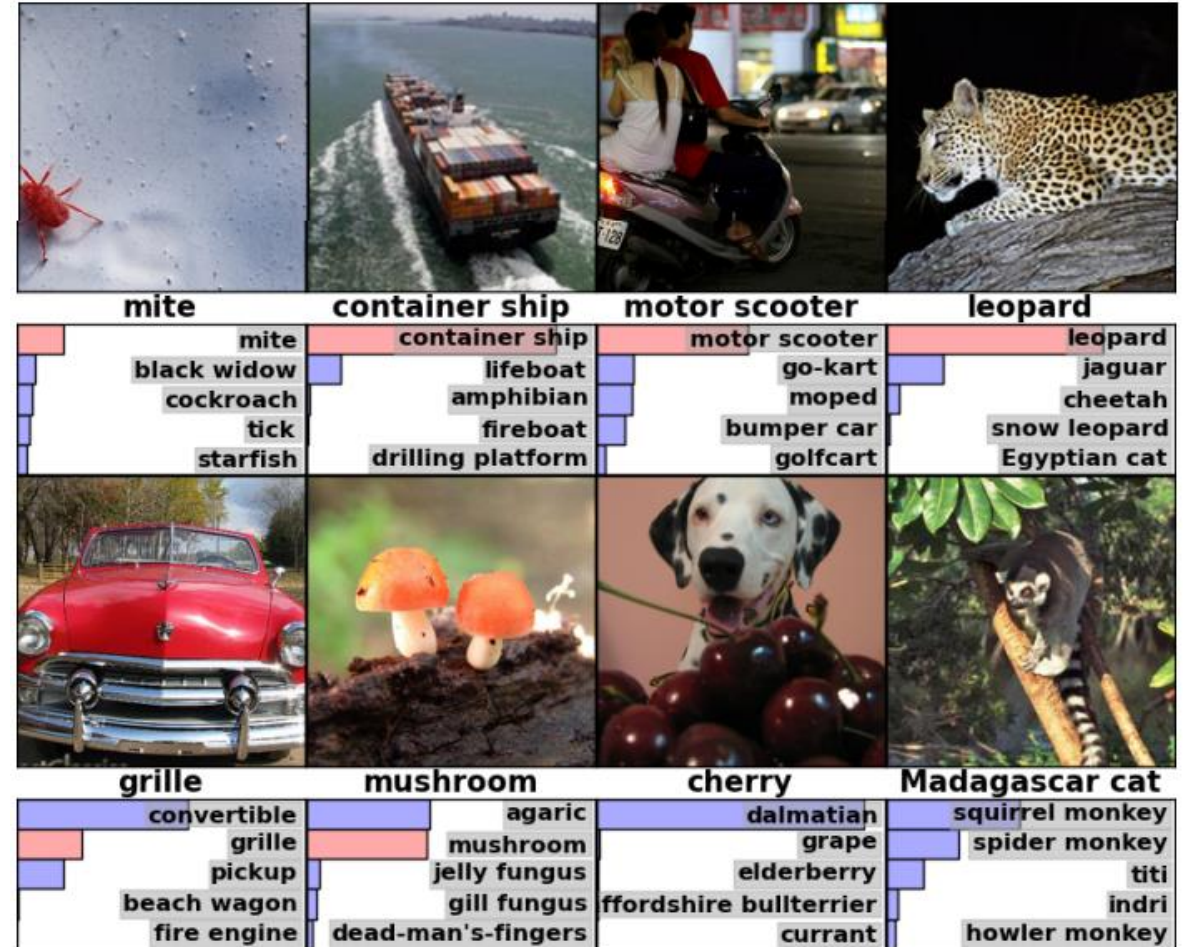 mite
container ship
motor scooter
leopard
mite
black widow
cockroach
tick
starfish
container ship
lifeboat
amphibian
fireboat
drilling platform
motor scooter
go-kart
moped
bumper car
golfcart
leopard
jaguar
cheetah
snow leopard
Egyptian cat
grille
mushroom
cherry
Madagascar cat
convertible
grille
pickup
beach wagon
fire engine
agaric
mushroom
jelly fungus
gill fungus
dead-man's-fingers
dalmatian
grape
elderberry
ffordshire bullterrier
currant
squirrel monkey
spider monkey
titi
indri
howler monkey